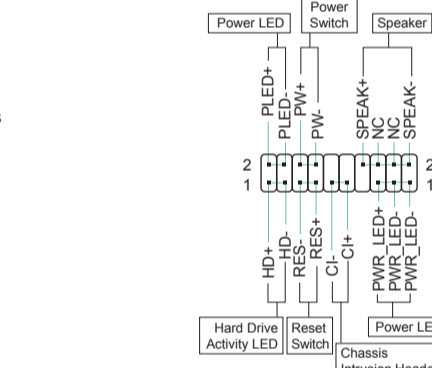 Power LED
Power
Switch
Speaker
PLED+
PLED-
PW+
PW-
SPEAK+
NC
NC
SPEAK-
2
1
2
1
HD+
HD-
RES-
RES+
CI-
CI+
PWR_LED+
PWR_LED-
PWR_LED-
Hard Drive
Activity LED
Reset
Switch
Power LE
Chassis